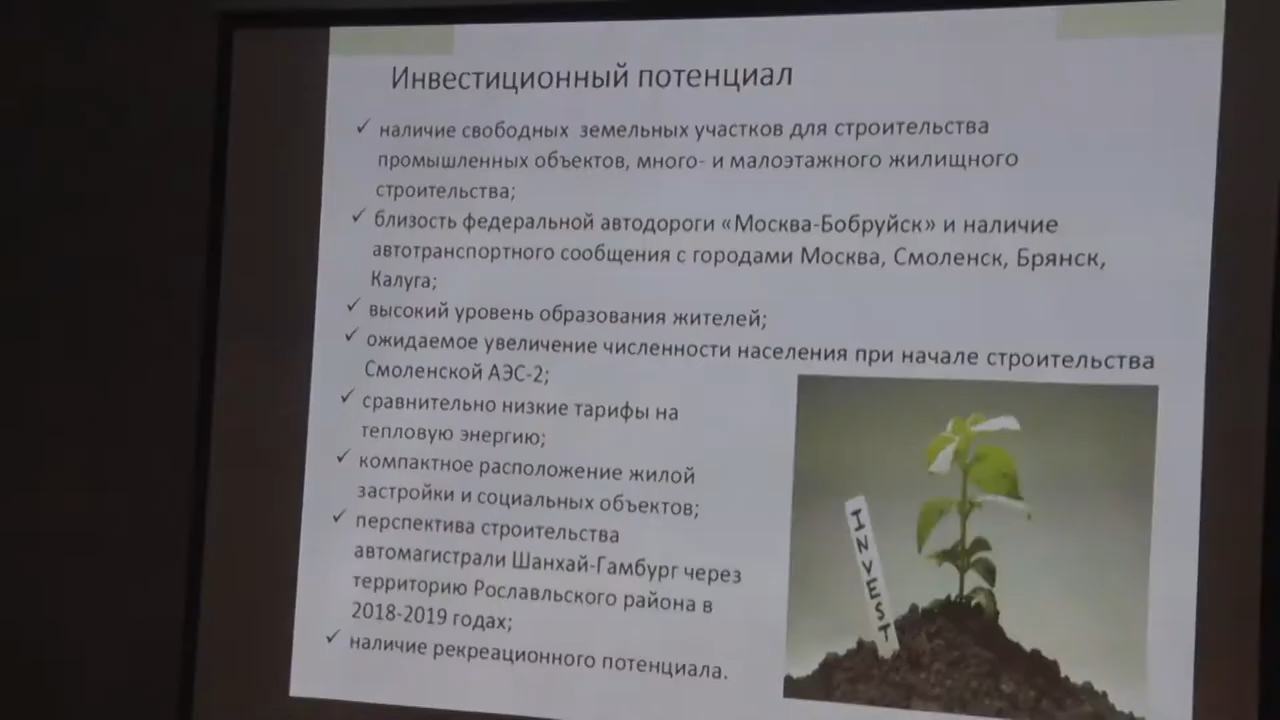 Инвестиционный потенциал
✓ наличие свободных земельных участков для строительства
промышленных объектов, много- и малоэтажного жилищного
строительства;
✓ близость федеральной автодороги «Москва-Бобруйск» и наличие
автотранспортного сообщения с городами Москва, Смоленск, Брянск,
Калуга;
✓ высокий уровень образования жителей;
✓ ожидаемое увеличение численности населения при начале строительства
Смоленской АЭС-2;
✓ сравнительно низкие тарифы на
тепловую энергию;
✓ компактное расположение жилой
застройки и социальных объектов;
✓ перспектива строительства
автомагистрали Шанхай-Гамбург через
территорию Рославльского района в
2018-2019 годах;
✓ наличие рекреационного потенциала.
INVEST